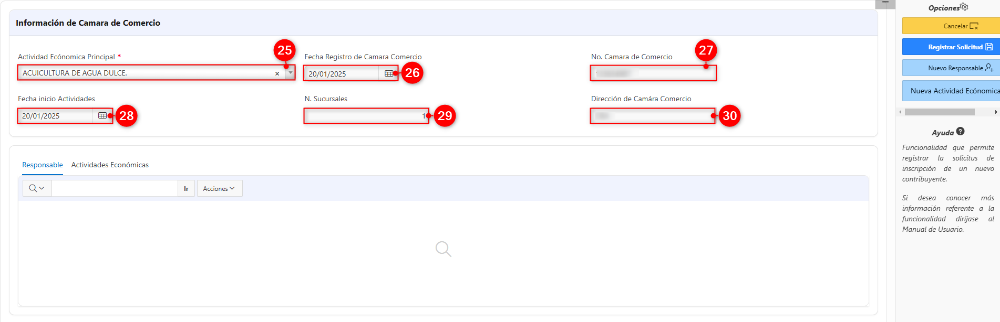 Información de Camara de Comercio
Actividad Ecónomica Principal *
25
Fecha Registro de Camara Comercio
No. Camara de Comercio
27
ACUICULTURA DE AGUA DULCE.
20/01/2025
26
Fecha inicio Actividades
N. Sucursales
Dirección de Camára Comercio
20/01/2025
28
1
29
30
Responsable
Actividades Económicas
Ir
Acciones
Opciones
Cancelar
Registrar Solicitud
Nuevo Responsable
Nueva Actividad Ecónomica
Ayuda
Funcionalidad que permite
registrar la solicitus de
inscripción de un nuevo
contribuyente.
Si desea conocer más
información referente a la
funcionalidad diríjase al
Manual de Usuario.